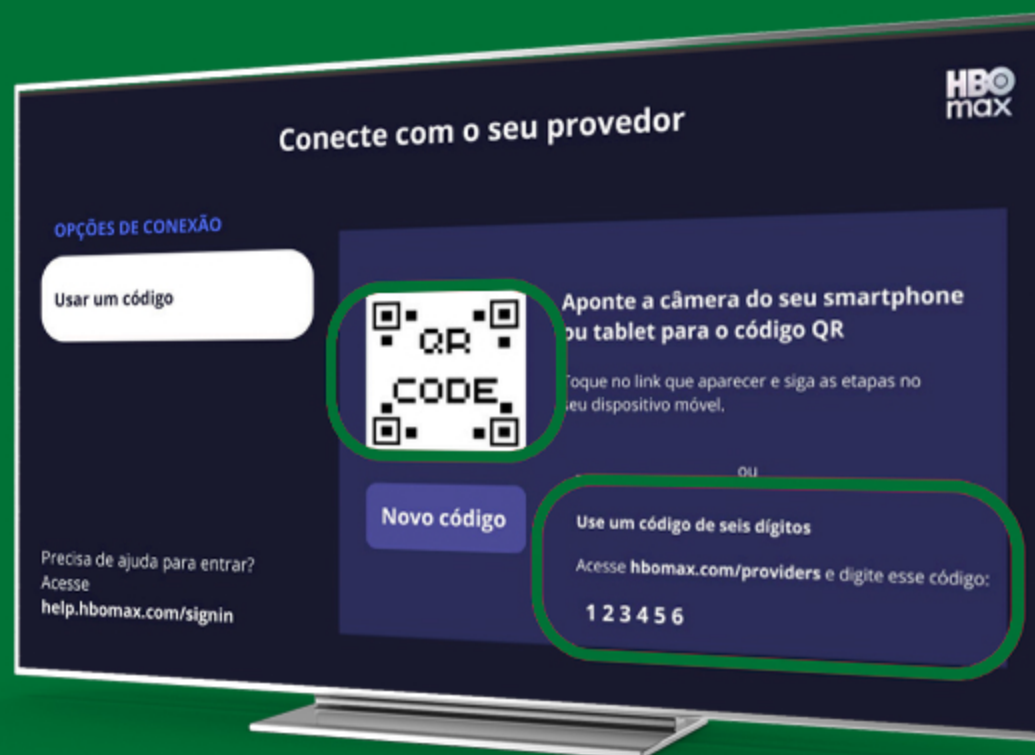 HBO
max
Conecte com o seu provedor
OPÇÕES DE CONEXÃO
Usar um código
QR
CODE
Aponte a câmera do seu smartphone
ou tablet para o código QR
Toque no link que aparecer e siga as etapas no
seu dispositivo móvel.
ou
Novo código
Use um código de seis dígitos
Acesse hbomax.com/providers e digite esse código:
123456
Precisa de ajuda para entrar?
Acesse
help.hbomax.com/signin